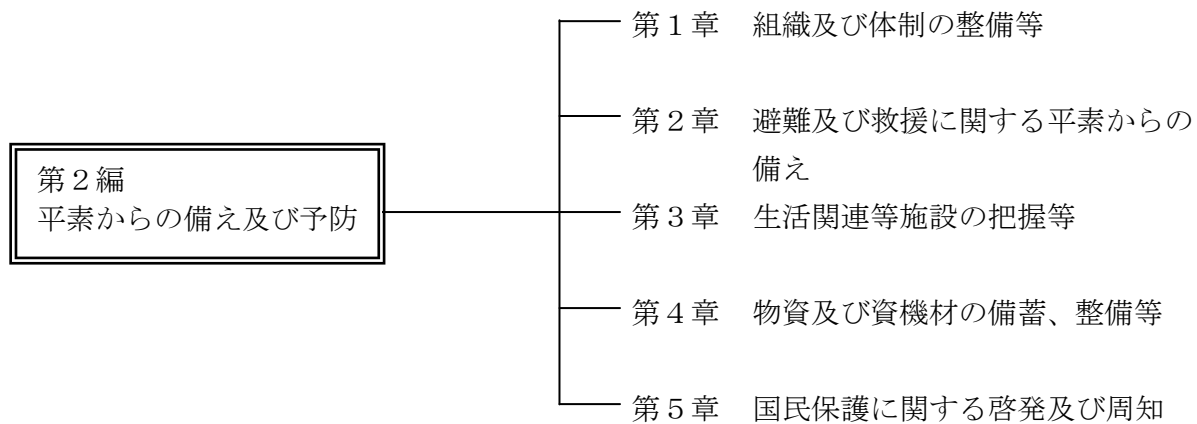 第２編
平素からの備え及び予防
第１章　組織及び体制の整備等
第２章　避難及び救援に関する平素からの
備え
第３章　生活関連等施設の把握等
第４章　物資及び資機材の備蓄、整備等
第５章　国民保護に関する啓発及び周知